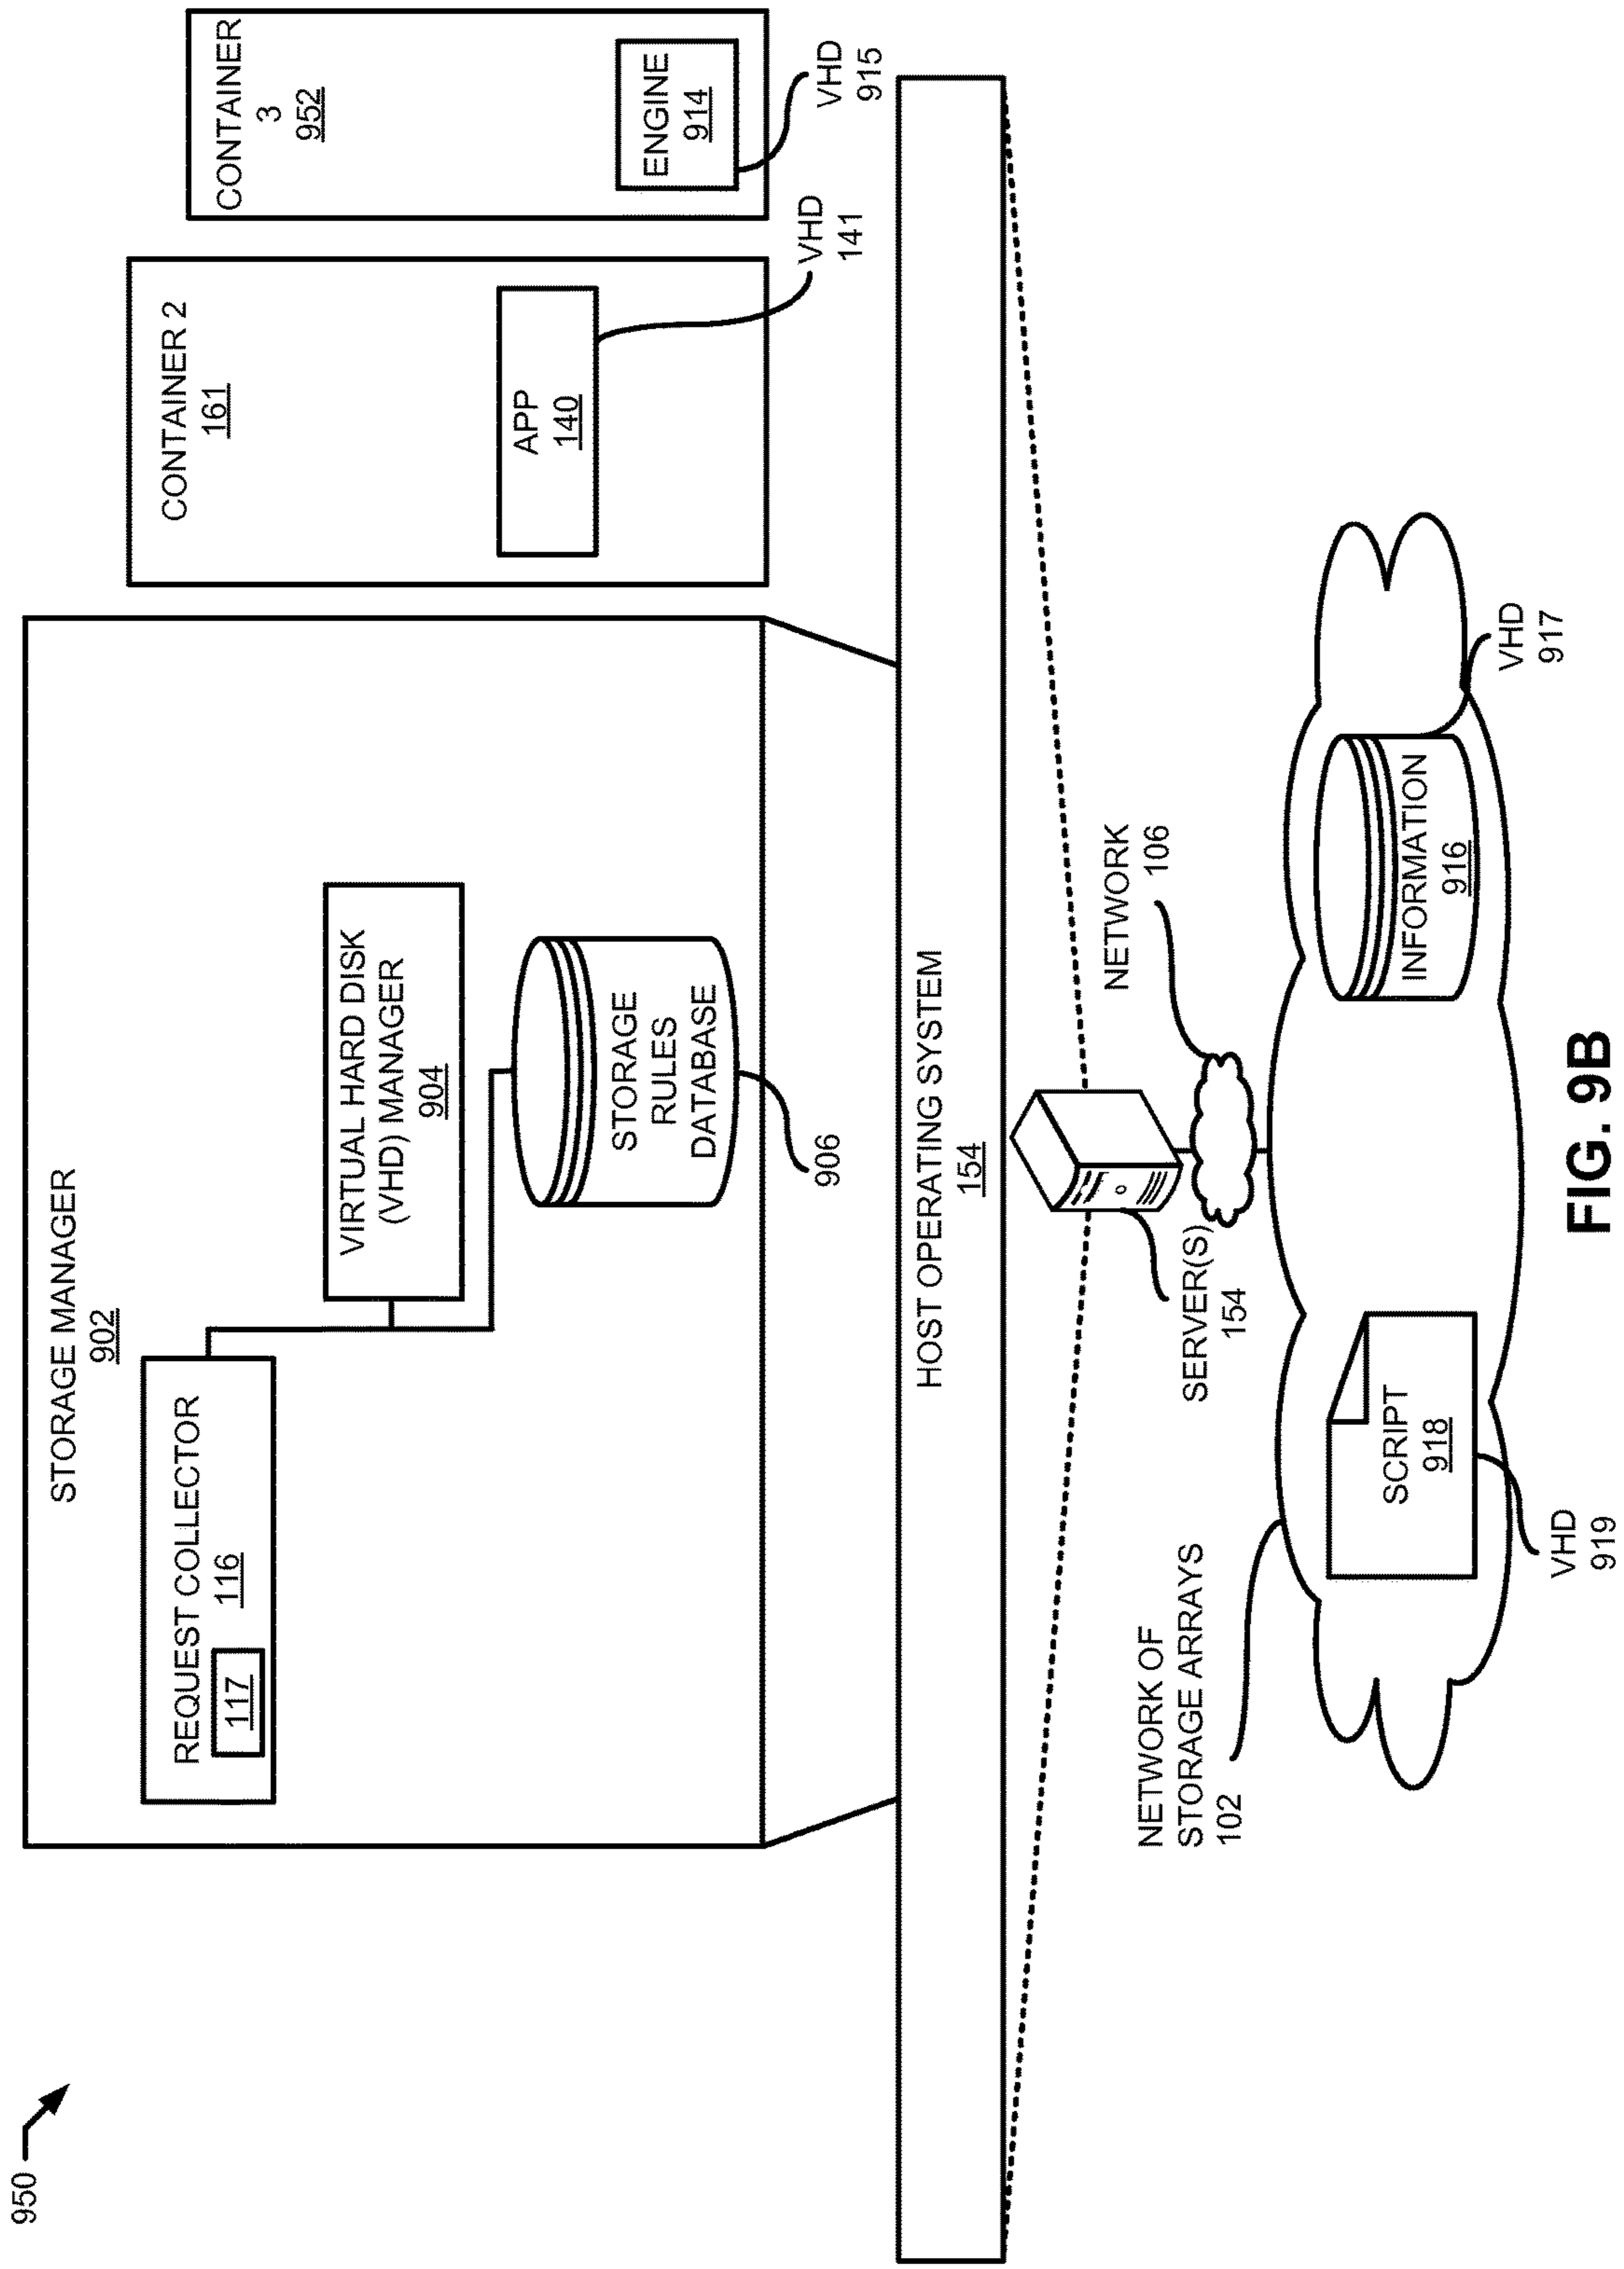 950
STORAGE MANAGER
902
REQUEST COLLECTOR
116
117
VIRTUAL HARD DISK
(VHD) MANAGER
904
STORAGE
RULES
DATABASE
906
CONTAINER 2
161
APP
140
VHD
141
CONTAINER
3
952
ENGINE
914
VHD
915
HOST OPERATING SYSTEM
154
SERVER(S)
154
NETWORK
106
NETWORK OF
STORAGE ARRAYS
102
SCRIPT
918
VHD
919
INFORMATION
916
VHD
917
FIG. 9B